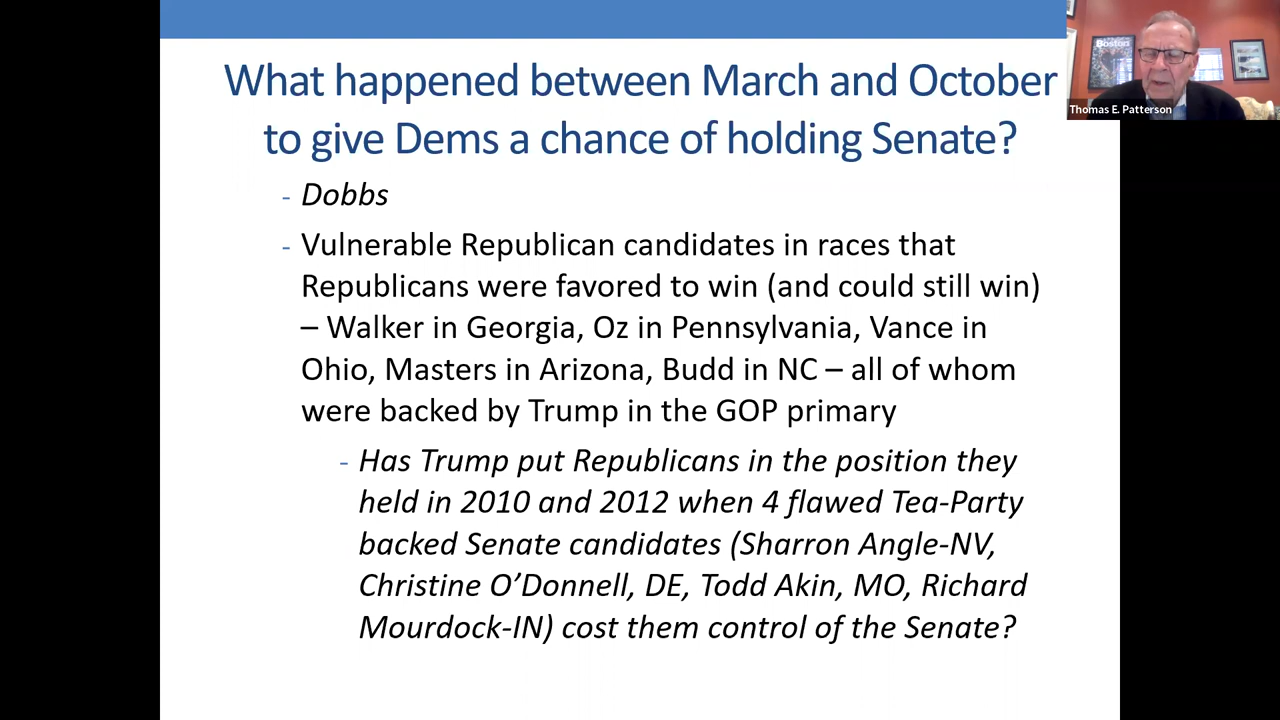 What happened between March and October
to give Dems a chance of holding Senate?
- Dobbs
- Vulnerable Republican candidates in races that
Republicans were favored to win (and could still win)
– Walker in Georgia, Oz in Pennsylvania, Vance in
Ohio, Masters in Arizona, Budd in NC – all of whom
were backed by Trump in the GOP primary
- Has Trump put Republicans in the position they
held in 2010 and 2012 when 4 flawed Tea-Party
backed Senate candidates (Sharron Angle-NV,
Christine O’Donnell, DE, Todd Akin, MO, Richard
Mourdock-IN) cost them control of the Senate?
Boston
Thomas E. Patterson